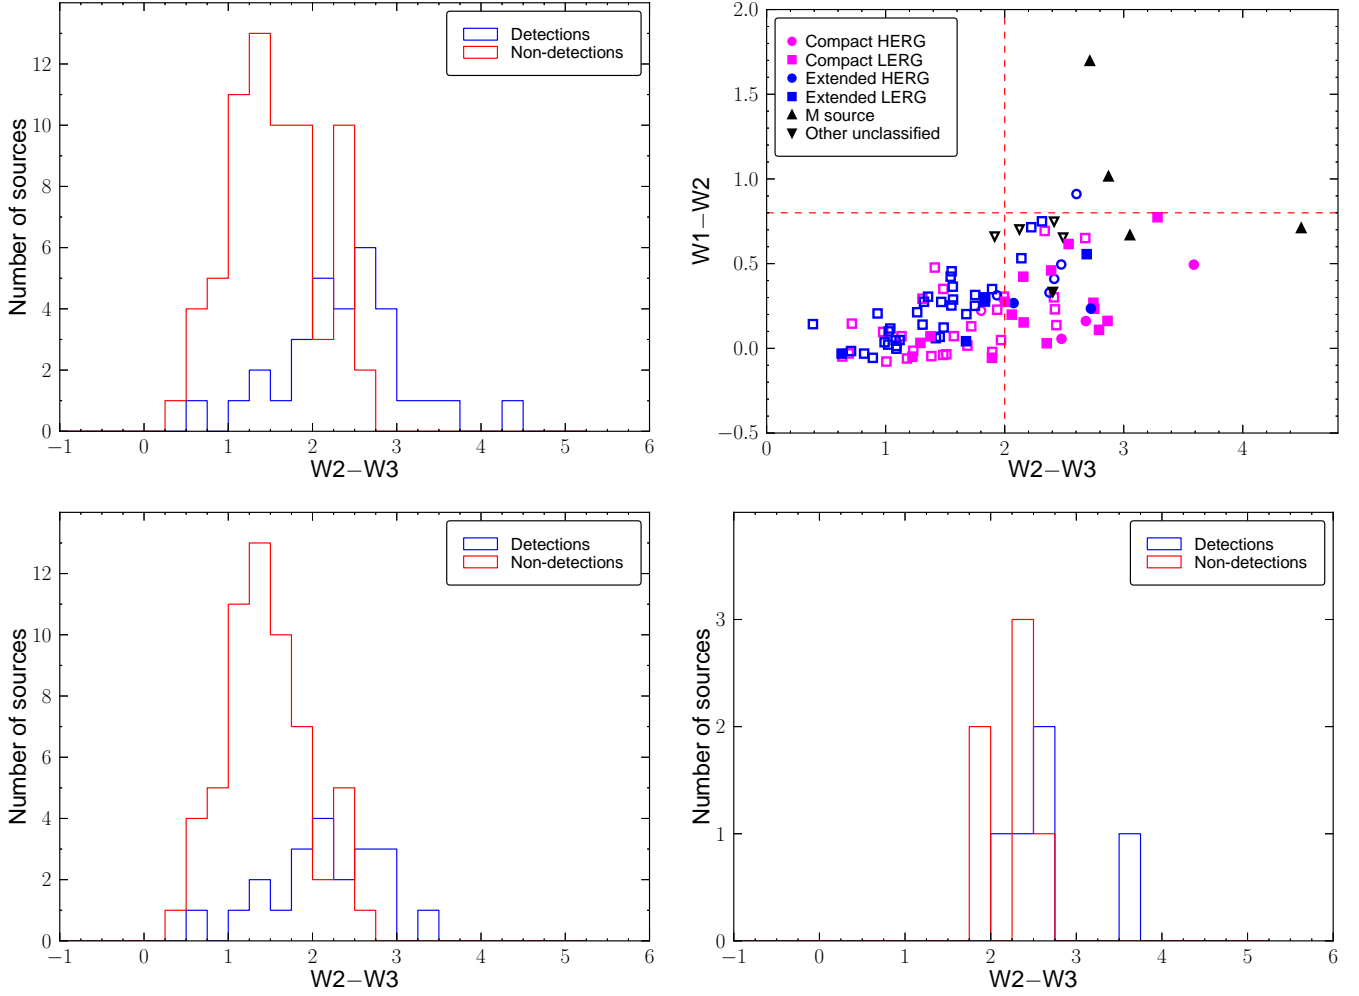 Number of sources
12
10
8
6
4
2
0
Detections
Non-detections
−1 0 1 2 3 4 5 6
W2−W3
W1−W2
2.0
1.5
1.0
0.5
0.0
−0.5
Compact HERG
Compact LERG
Extended HERG
Extended LERG
M source
Other unclassified
0 1 2 3 4
W2−W3
Number of sources
12
10
8
6
4
2
0
Detections
Non-detections
−1 0 1 2 3 4 5 6
W2−W3
Number of sources
3
2
1
0
Detections
Non-detections
−1 0 1 2 3 4 5 6
W2−W3